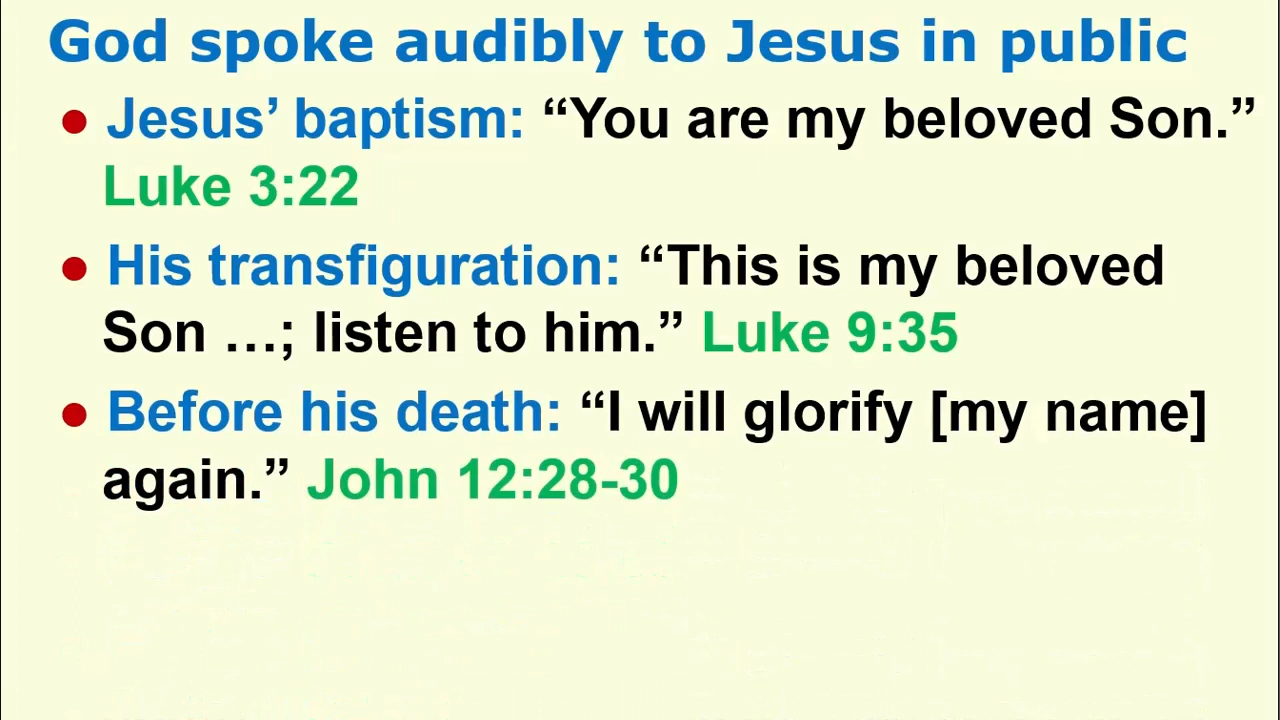 God spoke audibly to Jesus in public
● Jesus’ baptism: “You are my beloved Son.”
Luke 3:22
● His transfiguration: “This is my beloved
Son …; listen to him.” Luke 9:35
● Before his death: “I will glorify [my name]
again.” John 12:28-30